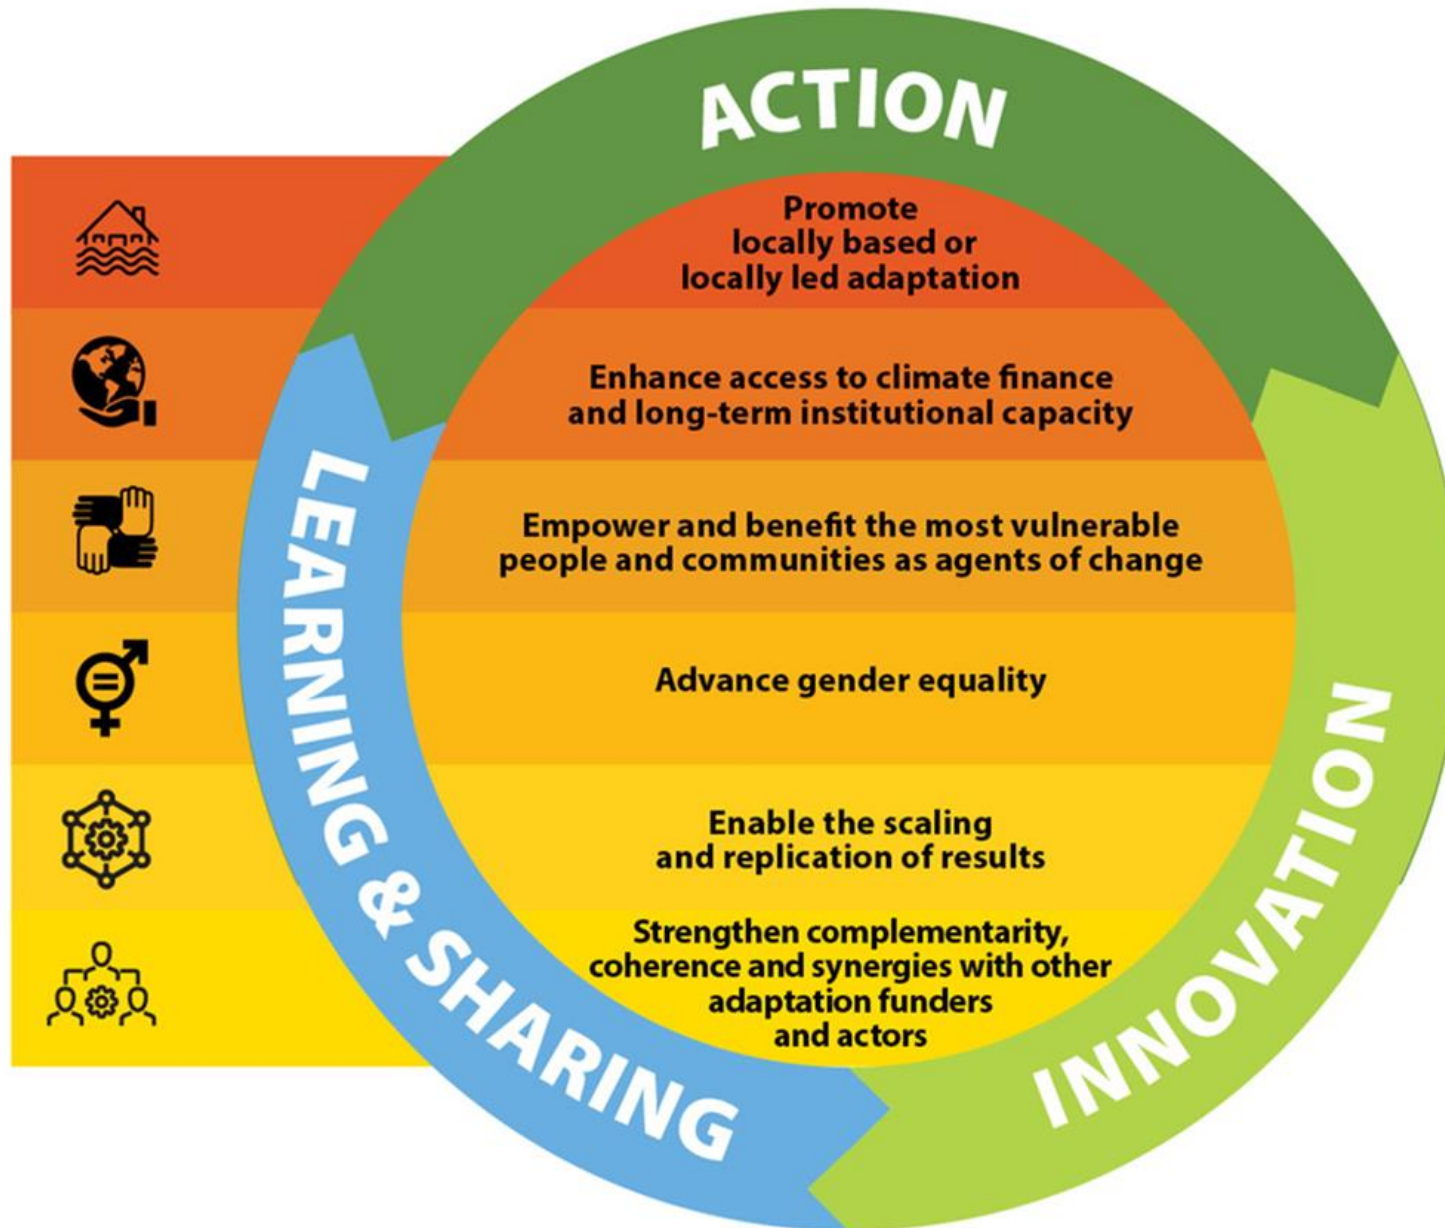 ACTION
Promote
locally based or
locally led adaptation
Enhance access to climate finance
and long-term institutional capacity
Empower and benefit the most vulnerable
people and communities as agents of change
Advance gender equality
Enable the scaling
and replication of results
Strengthen complementarity,
coherence and synergies with other
adaptation funders
and actors
LEARNING & SHARING
INNOVATION